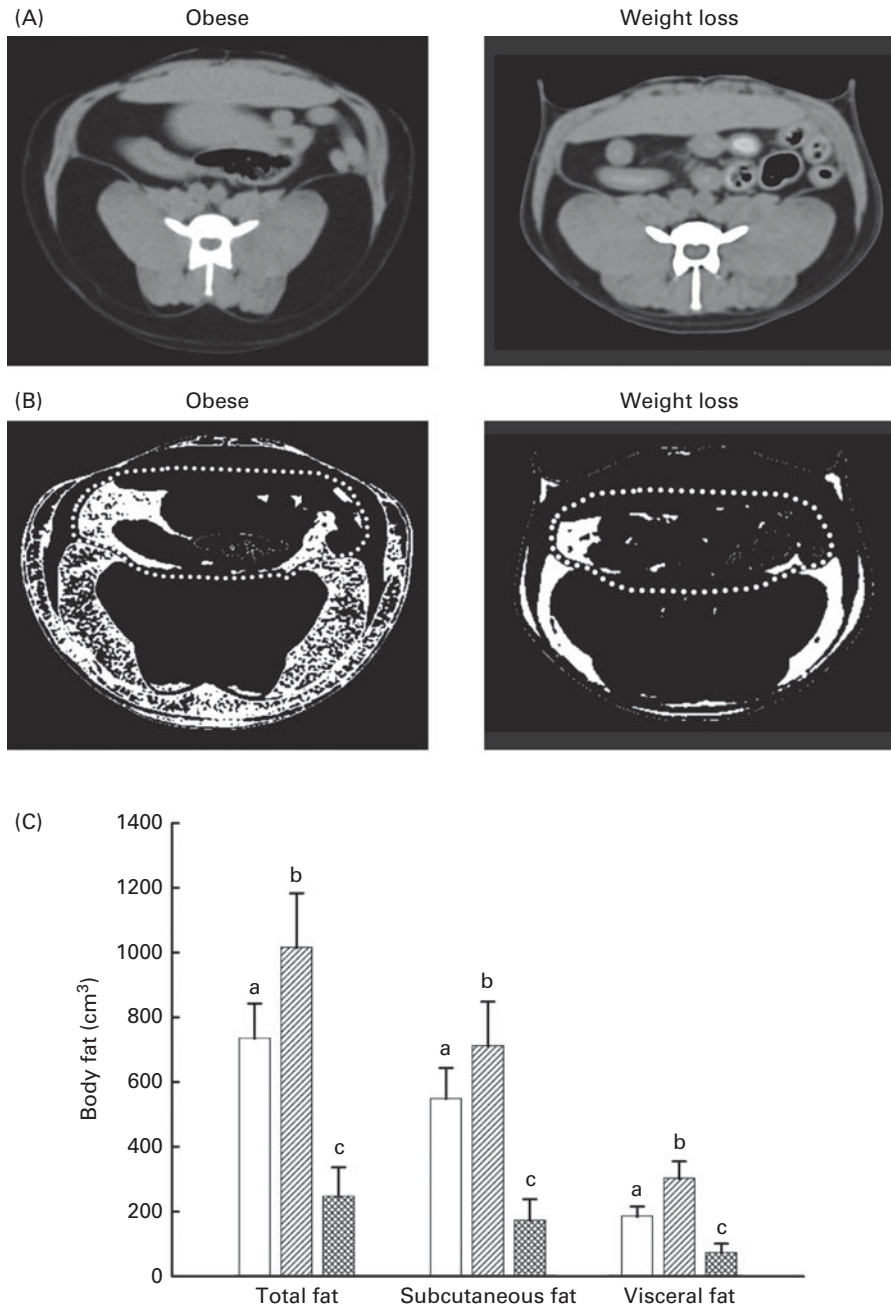 (A)
Obese
Weight loss
(B)
Obese
Weight loss
(C)
1400
1200
1000
800
600
400
200
0
Body fat (cm³)
a
b
c
a
b
c
a
b
c
Total fat
Subcutaneous fat
Visceral fat